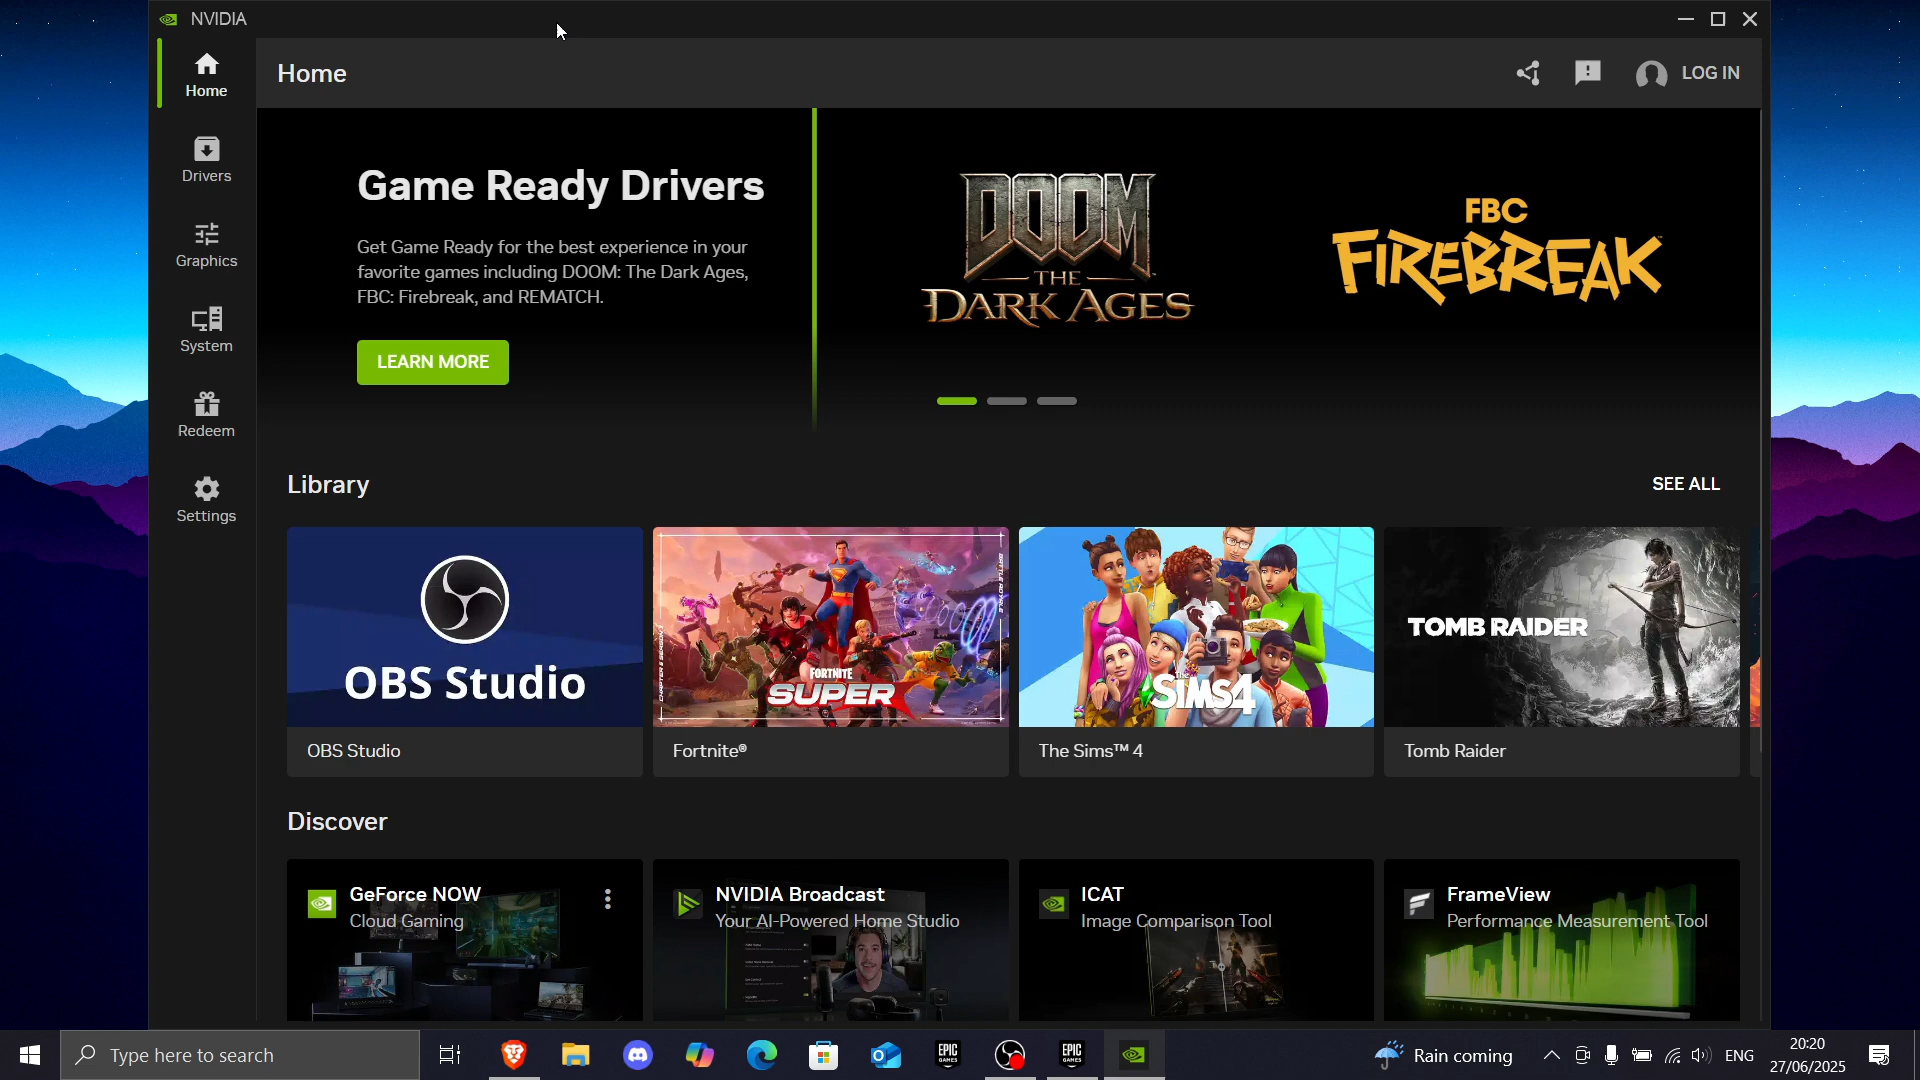 NVIDIA
Home
Home
LOG IN
Drivers
Graphics
System
Redeem
Settings
Game Ready Drivers
Get Game Ready for the best experience in your
favorite games including DOOM: The Dark Ages,
FBC: Firebreak, and REMATCH.
LEARN MORE
DOOM
THE
DARK AGES
FBC
FIREBREAK
Library
SEE ALL
OBS Studio
FORTNITE
SUPER
The
SIMS4
TOMB RAIDER
OBS Studio
Fortnite®
The Sims™ 4
Tomb Raider
Discover
GeForce NOW
Cloud Gaming
NVIDIA Broadcast
Your AI-Powered Home Studio
ICAT
Image Comparison Tool
FrameView
Performance Measurement Tool
Type here to search
EPIC
GAMES
EPIC
GAMES
Rain coming
ENG
20:20
27/06/2025